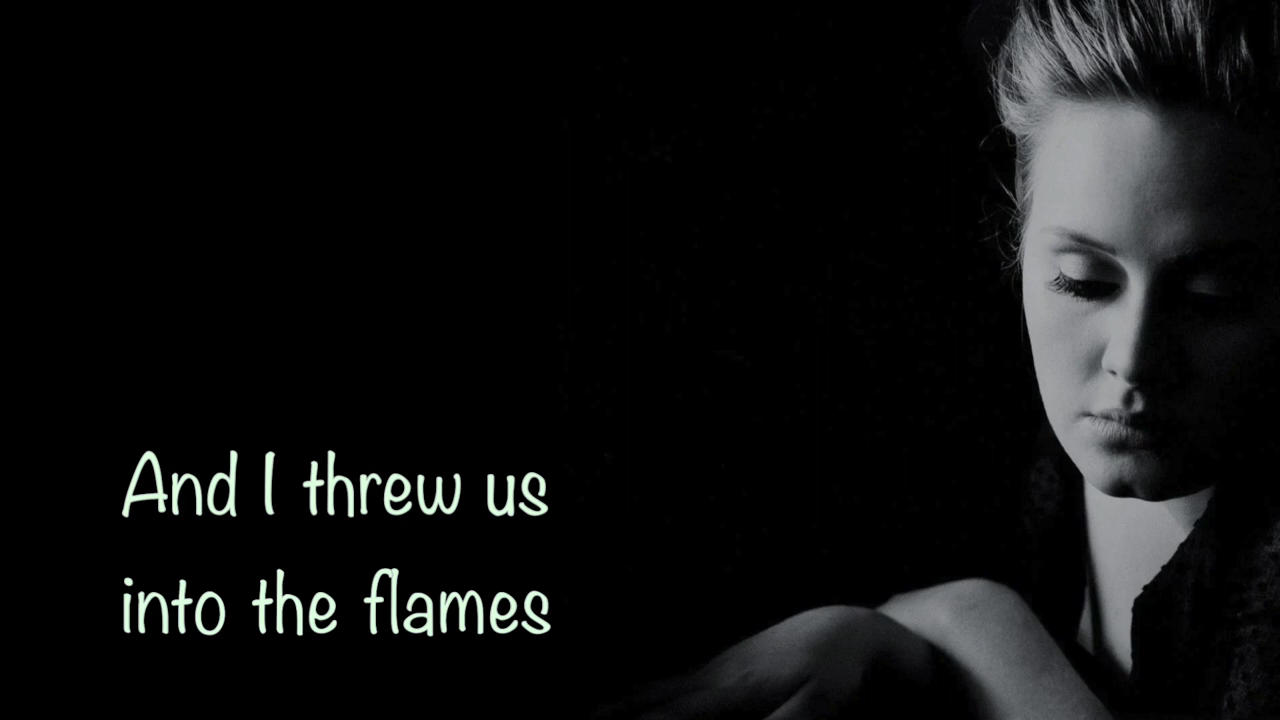 And I threw us
into the flames